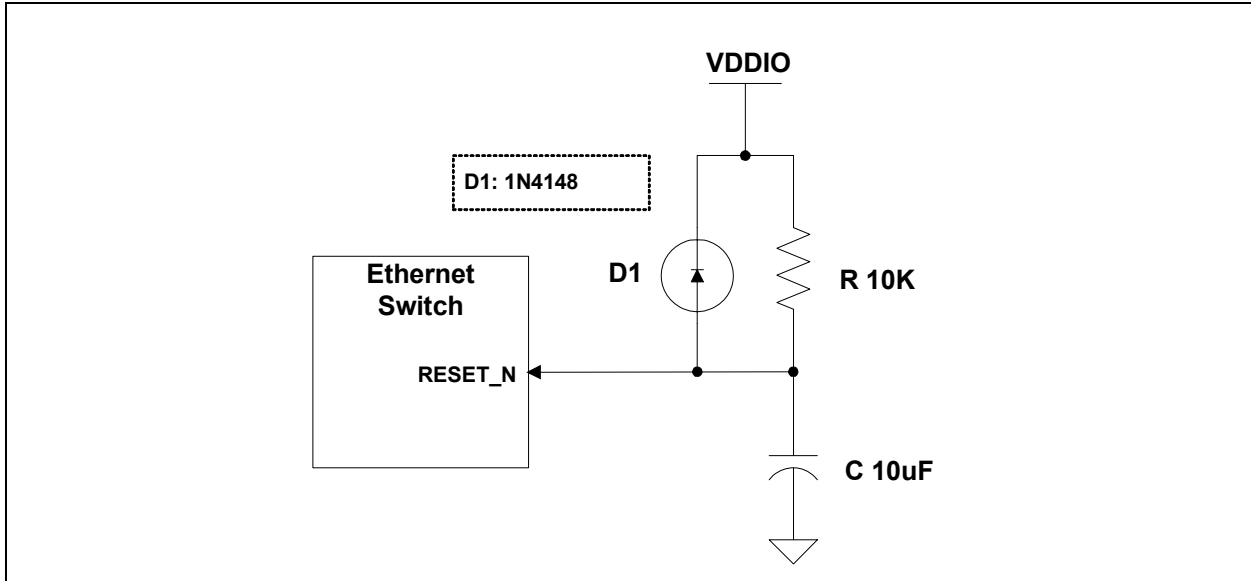 VDDIO
D1: 1N4148
D1
R 10K
Ethernet
Switch
RESET_N
C 10uF